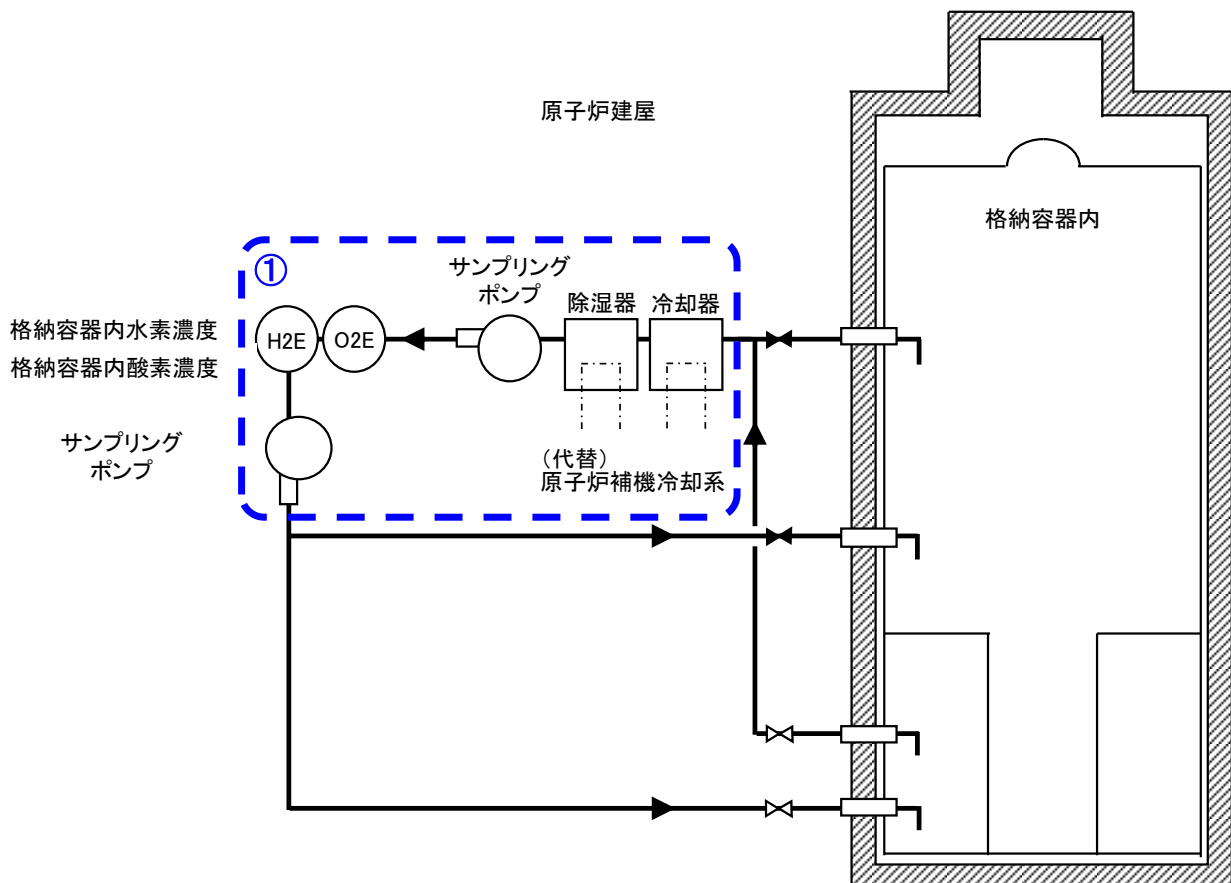 原子炉建屋
格納容器内
①
サンプリング
ポンプ
除湿器
冷却器
格納容器内水素濃度
格納容器内酸素濃度
H2E
O2E
サンプリング
ポンプ
（代替）
原子炉補機冷却系